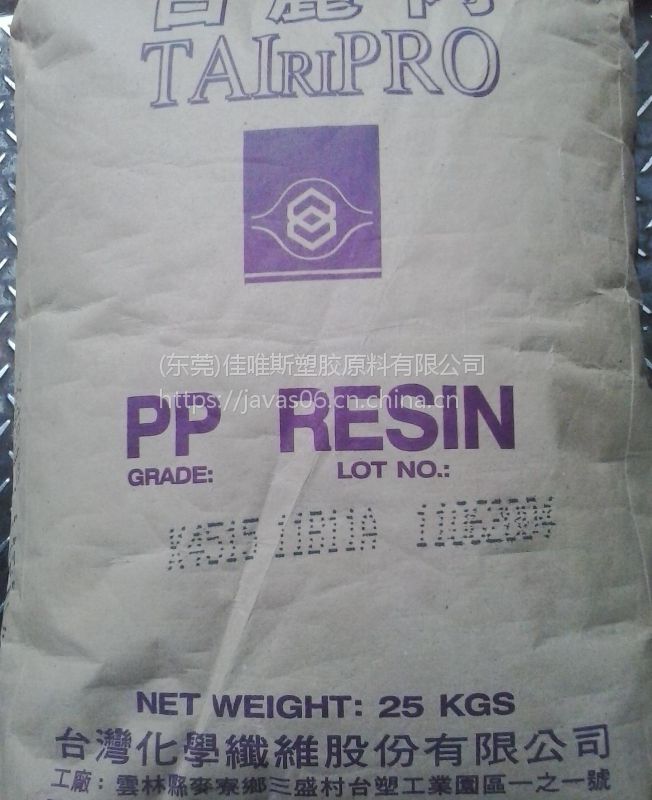 TAIRIPRO
(东莞)佳唯斯塑胶原料有限公司
PP RESIN
https://javas06.cn.china.cn
GRADE: LOT NO.:
K4515 11B11A 11062804
NET WEIGHT: 25 KGS
台灣化學纖維股份有限公司
工廠：雲林縣麥寮鄉三盛村台塑工業園區一之一號